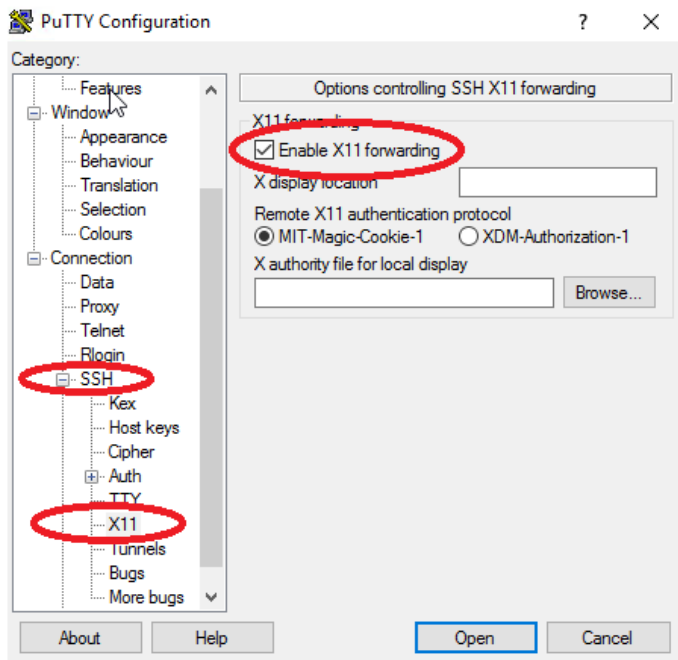 PuTTY Configuration
Category:
Features
Window
Appearance
Behaviour
Translation
Selection
Colours
Connection
Data
Proxy
Telnet
Rlogin
SSH
Kex
Host keys
Cipher
Auth
TTY
X11
Tunnels
Bugs
More bugs
Options controlling SSH X11 forwarding
X11 forwarding
Enable X11 forwarding
X display location
Remote X11 authentication protocol
MIT-Magic-Cookie-1 XDM-Authorization-1
X authority file for local display
Browse...
About Help Open Cancel